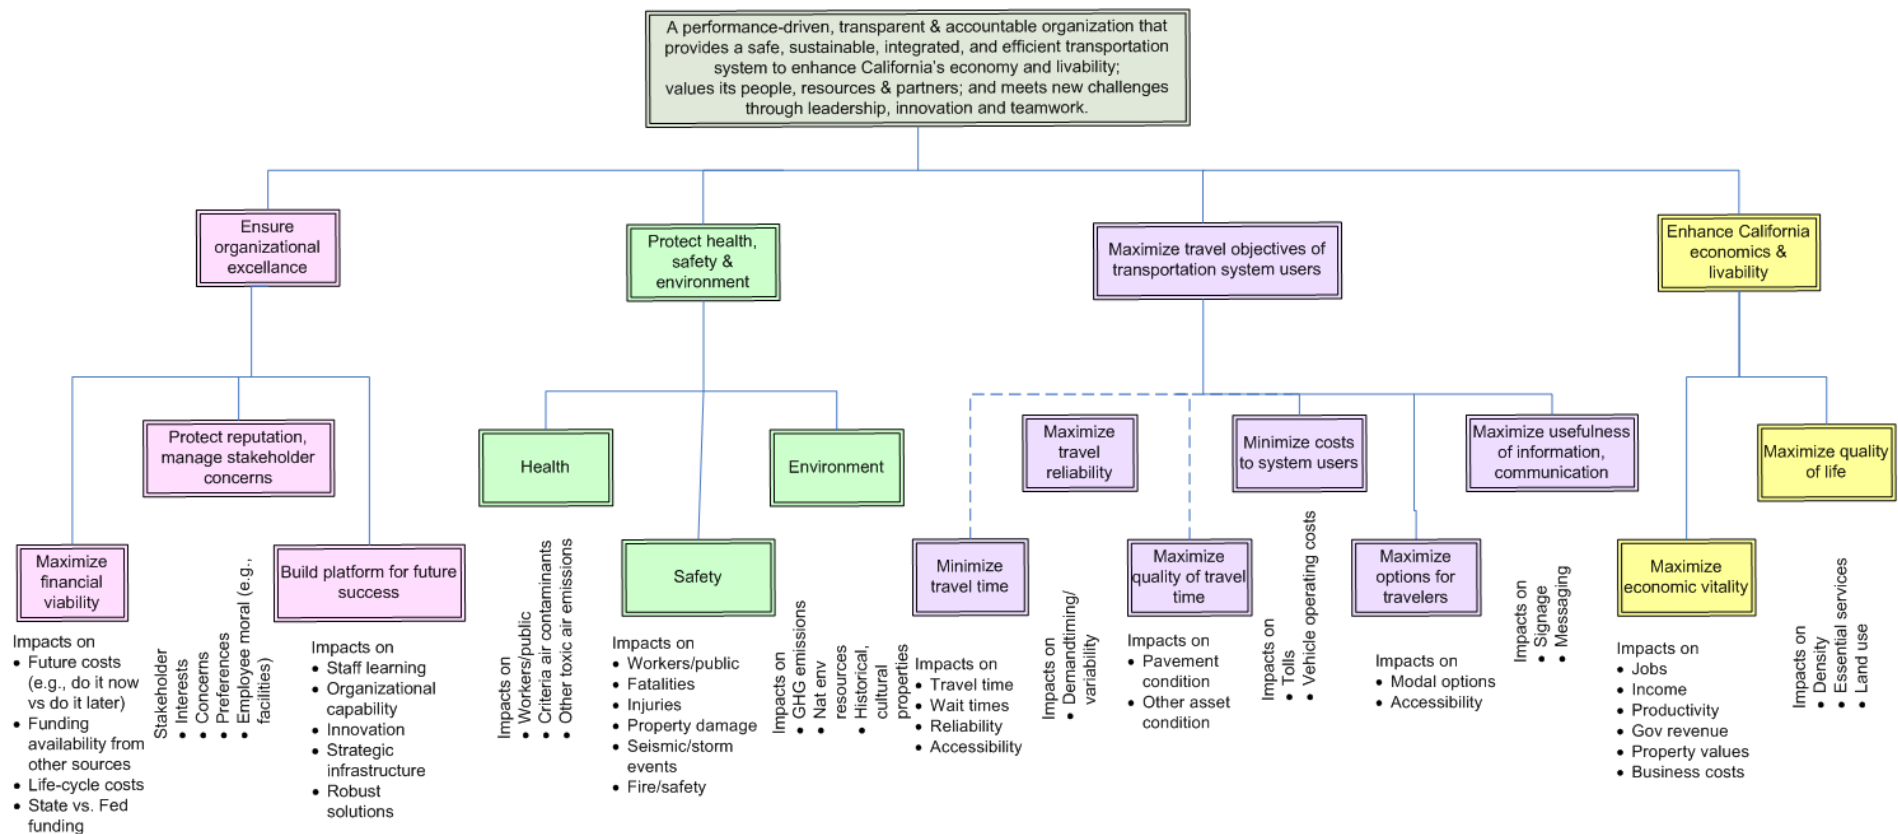 A performance-driven, transparent & accountable organization that
provides a safe, sustainable, integrated, and efficient transportation
system to enhance California's economy and livability;
values its people, resources & partners; and meets new challenges
through leadership, innovation and teamwork.
Ensure
organizational
excellance
Protect health,
safety &
environment
Maximize travel objectives of
transportation system users
Enhance California
economics &
livability
Protect reputation,
manage stakeholder
concerns
Health
Environment
Maximize
travel
reliability
Minimize costs
to system users
Maximize usefulness
of information,
communication
Maximize quality
of life
Maximize
financial
viability
Build platform for future
success
Safety
Minimize
travel time
Maximize
quality of travel
time
Maximize
options for
travelers
Maximize
economic vitality
Impacts on
• Future costs
(e.g., do it now
vs do it later)
• Funding
availability from
other sources
• Life-cycle costs
• State vs. Fed
funding
Stakeholder
• Interests
• Concerns
• Preferences
• Employee moral (e.g.,
facilities)
Impacts on
• Staff learning
• Organizational
capability
• Innovation
• Strategic
infrastructure
• Robust
solutions
Impacts on
• Workers/public
• Criteria air contaminants
• Other toxic air emissions
Impacts on
• Workers/public
• Fatalities
• Injuries
• Property damage
• Seismic/storm
events
• Fire/safety
Impacts on
• GHG emissions
• Nat env
resources
• Historical,
cultural
properties
Impacts on
• Travel time
• Wait times
• Reliability
• Accessibility
Impacts on
• Demandtiming/
variability
Impacts on
• Pavement
condition
• Other asset
condition
Impacts on
• Tolls
• Vehicle operating costs
Impacts on
• Modal options
• Accessibility
Impacts on
• Signage
• Messaging
Impacts on
• Jobs
• Income
• Productivity
• Gov revenue
• Property values
• Business costs
Impacts on
• Density
• Essential services
• Land use